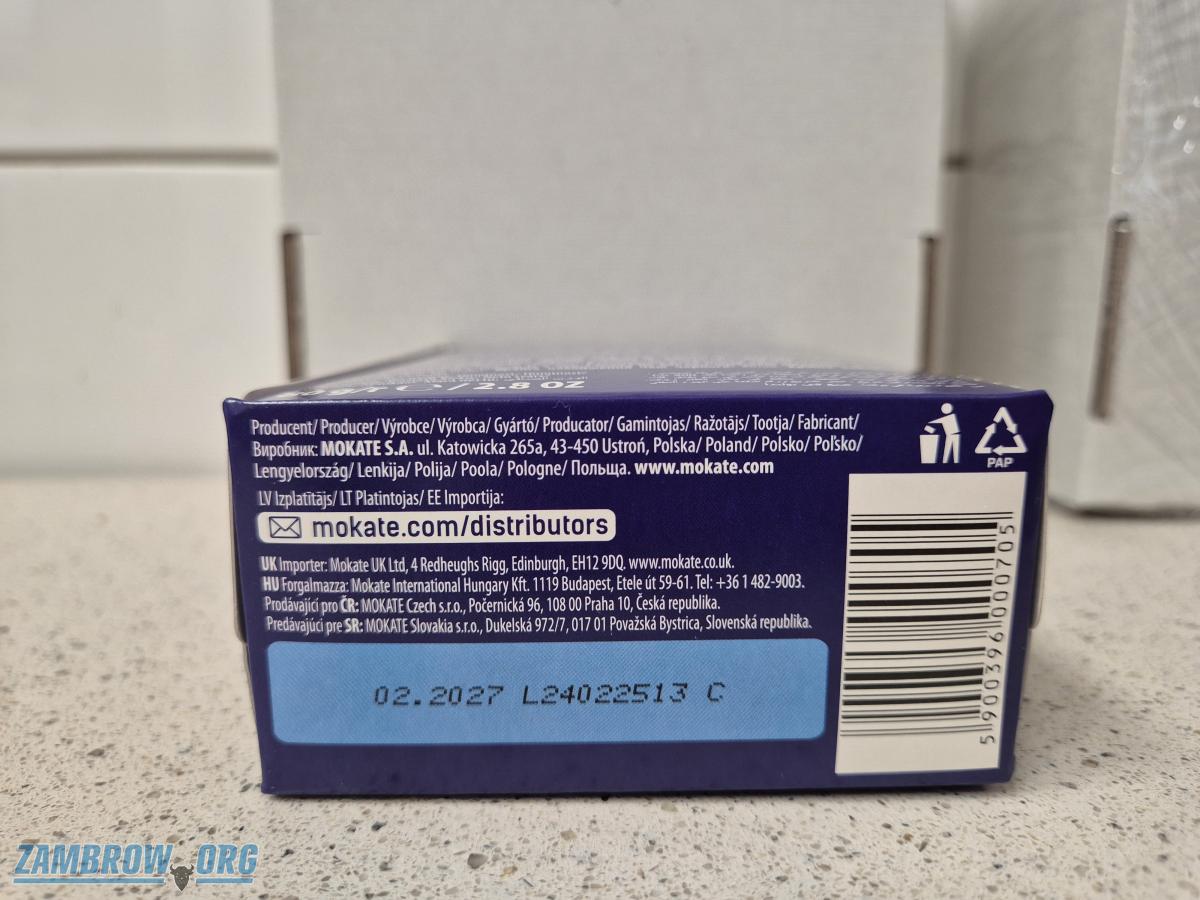 / 2.8 OZ
Producent/ Producer/ Výrobce/ Výrobca/ Gyártó/ Producator/ Gamintojas/ Ražotājs/ Tootja/ Fabricant/
Виробник: MOKATE S.A. ul. Katowicka 265a, 43-450 Ustroń, Polska/ Poland/ Polsko/ Poľsko/
Lengyelország/ Lenkija/ Polija/ Poola/ Pologne/ Польща. www.mokate.com
PAP
LV Izplatītājs/ LT Platintojas/ EE Importija:
mokate.com/distributors
UK Importer: Mokate UK Ltd, 4 Redheughs Rigg, Edinburgh, EH12 9DQ. www.mokate.co.uk.
HU Forgalmazza: Mokate International Hungary Kft. 1119 Budapest, Etele út 59-61. Tel: +36 1 482-9003.
Prodávající pro ČR: MOKATE Czech s.r.o., Počernická 96, 108 00 Praha 10, Česká republika.
Predávajúci pre SR: MOKATE Slovakia s.r.o., Dukelská 972/7, 017 01 Považská Bystrica, Slovenská republika.
02.2027 L24022513 C
5 900396 000705
ZAMBROW.ORG